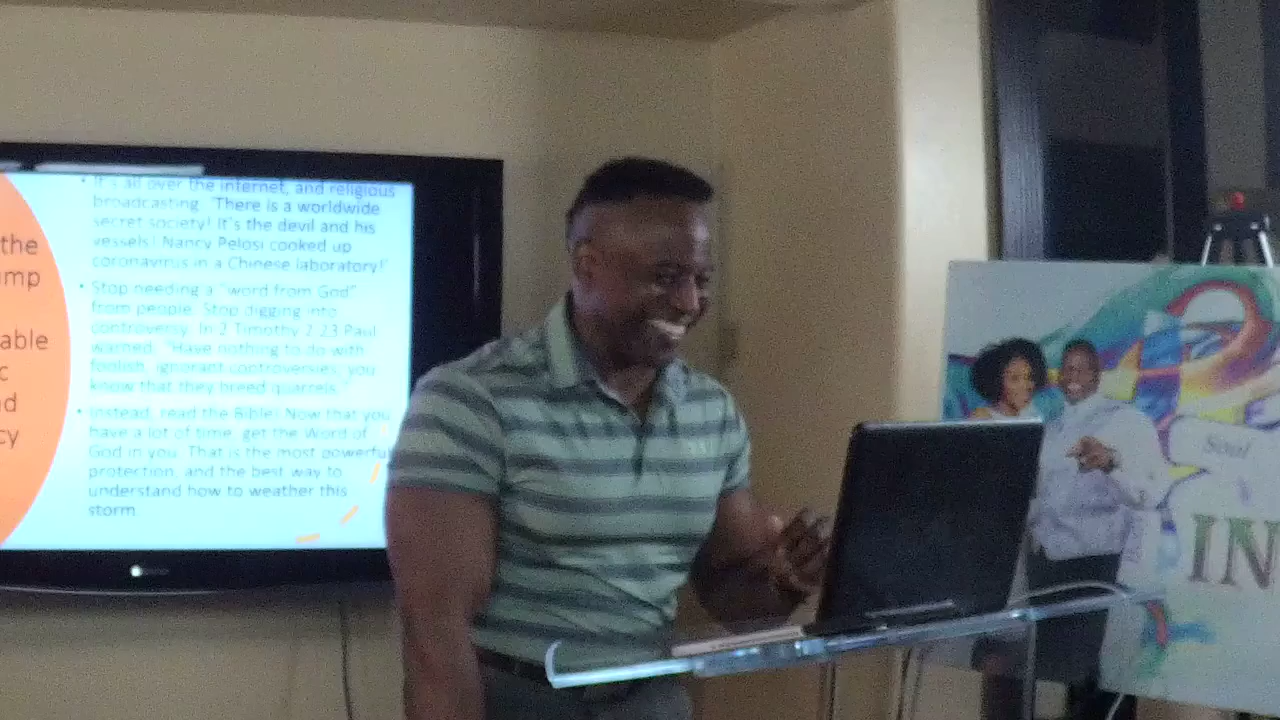 the
ump
able
c
nd
cy
• It's all over the internet, and religious
broadcasting. 'There is a worldwide
secret society! It's the devil and his
vessels! Nancy Pelosi cooked up
coronavirus in a Chinese laboratory!'
• Stop needing a "word from God"
from people. Stop digging into
controversy. In 2 Timothy 2:23 Paul
warned, "Have nothing to do with
foolish, ignorant controversies; you
know that they breed quarrels."
• Instead, read the Bible! Now that you
have a lot of time, get the Word of
God in you. That is the most powerful
protection, and the best way to
understand how to weather this
storm.
Soul
IN